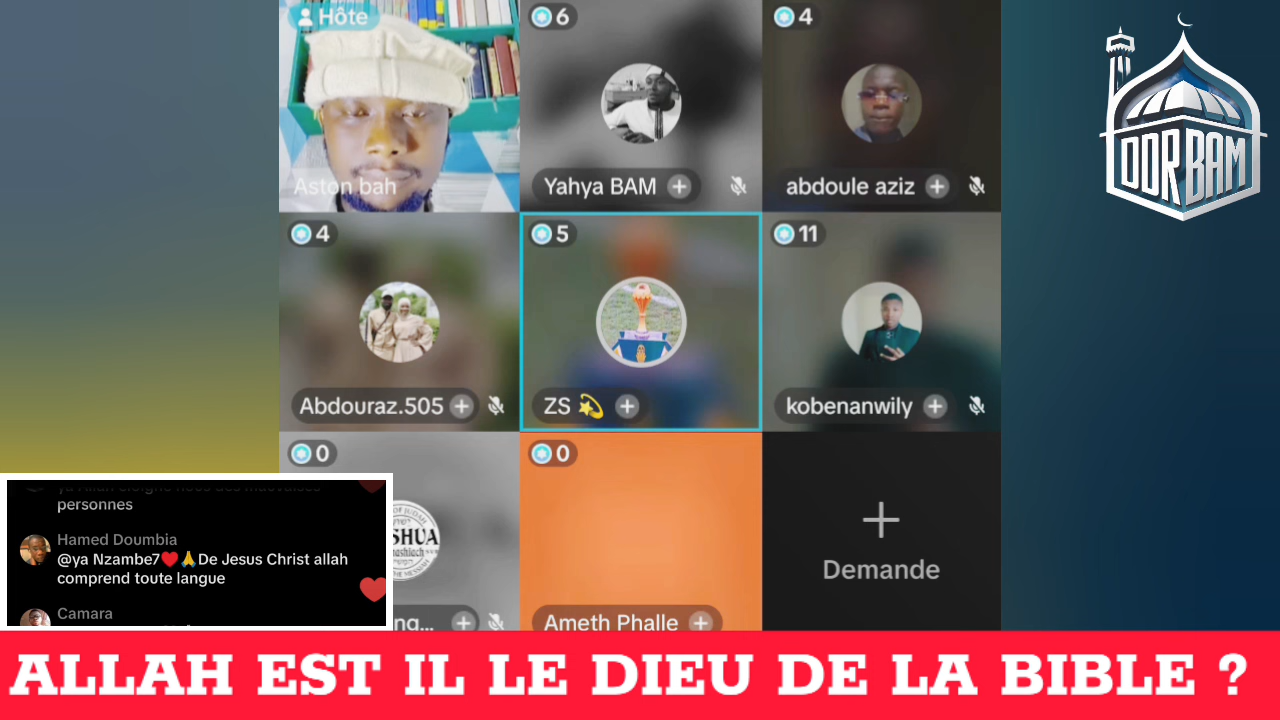 Hôte
6
4
DDR BAM
Aston bah
Yahya BAM
abdoule aziz
4
5
11
Abdouraz.505
ZS
kobenanwily
0
0
personnes
Hamed Doumbia
@ya Nzambe7❤️🙏De Jesus Christ allah
comprend toute langue
Camara
SHUA
Ameth Phalle
Demande
ALLAH EST IL LE DIEU DE LA BIBLE ?